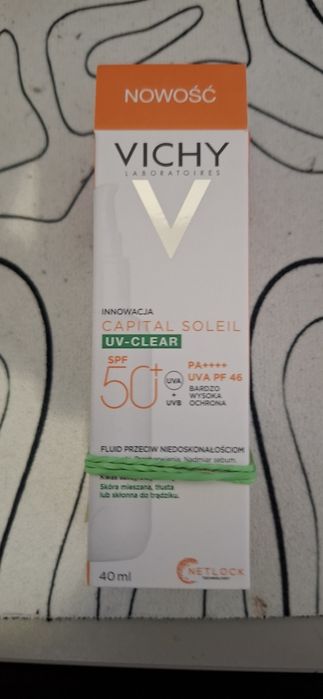 NOWOŚĆ
VICHY
LABORATOIRES
V
INNOWACJA
CAPITAL SOLEIL
UV-CLEAR
SPF
50+
UVA
+ UVB
PA++++
UVA PF 46
BARDZO
WYSOKA
OCHRONA
FLUID PRZECIW NIEDOSKONAŁOŚCIOM
Nadmiar sebum.
Skóra mieszana, tłusta
lub skłonna do trądziku.
40 ml
NETLOCK
TECHNOLOGY